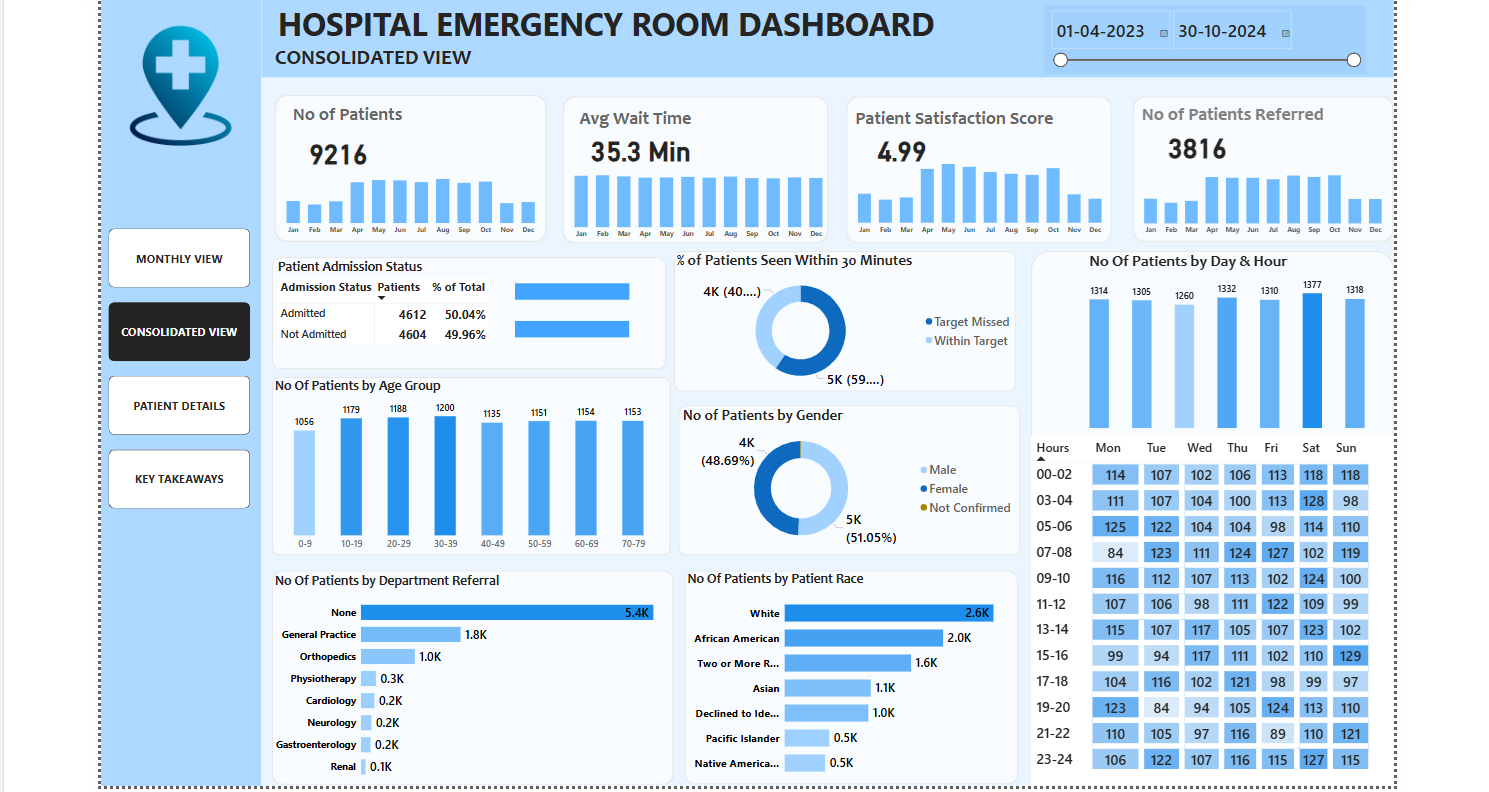 HOSPITAL EMERGENCY ROOM DASHBOARD
CONSOLIDATED VIEW
01-04-2023 30-10-2024
MONTHLY VIEW
CONSOLIDATED VIEW
PATIENT DETAILS
KEY TAKEAWAYS
No of Patients
9216
Jan Feb Mar Apr May Jun Jul Aug Sep Oct Nov Dec
Avg Wait Time
35.3 Min
Jan Feb Mar Apr May Jun Jul Aug Sep Oct Nov Dec
Patient Satisfaction Score
4.99
Jan Feb Mar Apr May Jun Jul Aug Sep Oct Nov Dec
No of Patients Referred
3816
Jan Feb Mar Apr May Jun Jul Aug Sep Oct Nov Dec
Patient Admission Status
Admission Status Patients % of Total
Admitted 4612 50.04%
Not Admitted 4604 49.96%
% of Patients Seen Within 30 Minutes
4K (40....)
5K (59....)
Target Missed
Within Target
No Of Patients by Age Group
1056 1179 1188 1200 1135 1151 1154 1153
0-9 10-19 20-29 30-39 40-49 50-59 60-69 70-79
No of Patients by Gender
4K
(48.69%)
5K
(51.05%)
Male
Female
Not Confirmed
No Of Patients by Department Referral
None 5.4K
General Practice 1.8K
Orthopedics 1.0K
Physiotherapy 0.3K
Cardiology 0.2K
Neurology 0.2K
Gastroenterology 0.2K
Renal 0.1K
No Of Patients by Patient Race
White 2.6K
African American 2.0K
Two or More R... 1.6K
Asian 1.1K
Declined to Ide... 1.0K
Pacific Islander 0.5K
Native America... 0.5K
No Of Patients by Day & Hour
1314 1305 1260 1332 1310 1377 1318
Hours Mon Tue Wed Thu Fri Sat Sun
00-02 114 107 102 106 113 118 118
03-04 111 107 104 100 113 128 98
05-06 125 122 104 104 98 114 110
07-08 84 123 111 124 127 102 119
09-10 116 112 107 113 102 124 100
11-12 107 106 98 111 122 109 99
13-14 115 107 117 105 107 123 102
15-16 99 94 117 111 102 110 129
17-18 104 116 102 121 98 99 97
19-20 123 84 94 105 124 113 110
21-22 110 105 97 116 89 110 121
23-24 106 122 107 116 115 127 115